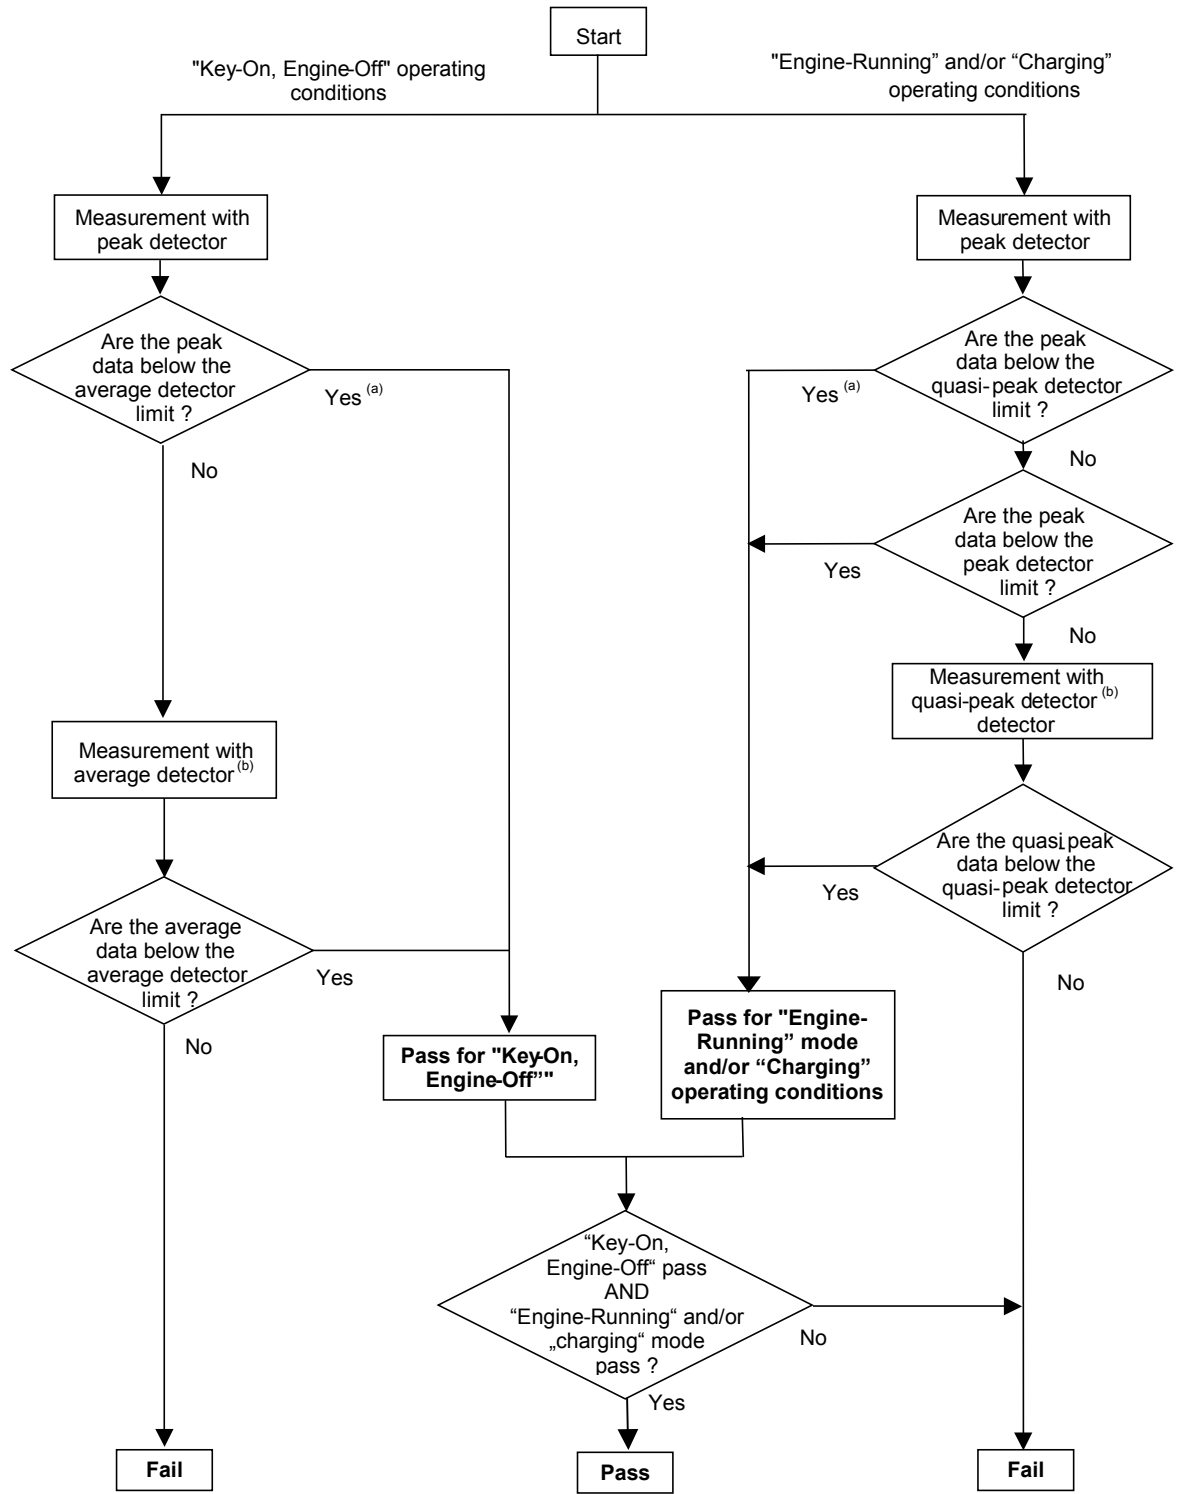 Start
"Key-On, Engine-Off" operating
conditions
"Engine-Running” and/or “Charging”
operating conditions
Measurement with
peak detector
Measurement with
peak detector
Are the peak
data below the
average detector
limit ?
Yes (a)
No
Are the peak
data below the
quasi-peak detector
limit ?
Yes (a)
No
Are the peak
data below the
peak detector
limit ?
Yes
No
Measurement with
quasi-peak detector (b)
detector
Measurement with
average detector (b)
Are the quasi-peak
data below the
quasi-peak detector
limit ?
Yes
No
Are the average
data below the
average detector
limit ?
Yes
No
Pass for "Key-On,
Engine-Off”"
Pass for "Engine-
Running” mode
and/or “Charging”
operating conditions
“Key-On,
Engine-Off“ pass
AND
“Engine-Running“ and/or
„charging“ mode
pass ?
No
Yes
Fail
Pass
Fail